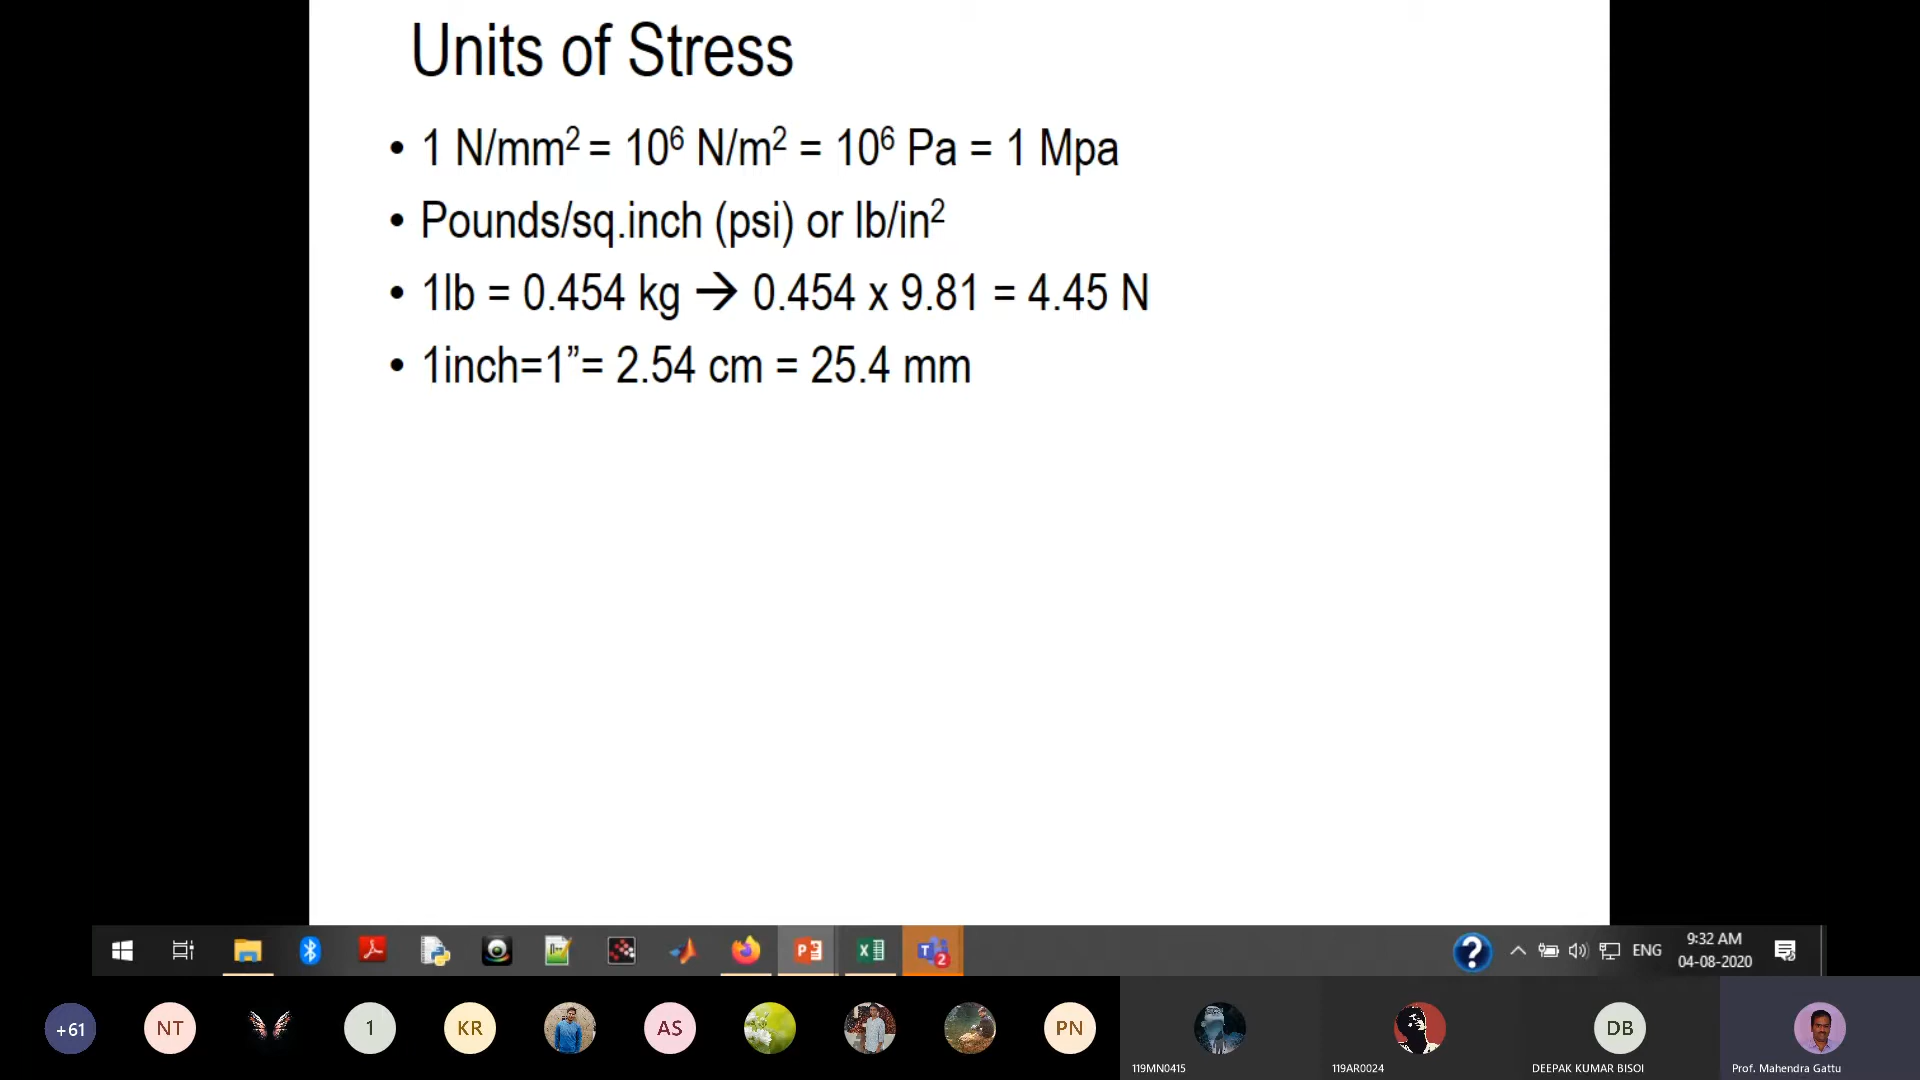 Units of Stress
• 1 N/mm² = 10⁶ N/m² = 10⁶ Pa = 1 Mpa
• Pounds/sq.inch (psi) or lb/in²
• 1lb = 0.454 kg → 0.454 x 9.81 = 4.45 N
• 1inch=1”= 2.54 cm = 25.4 mm
ENG
9:32 AM
04-08-2020
+61
NT
1
KR
AS
PN
DB
119MN0415
119AR0024
DEEPAK KUMAR BISOI
Prof. Mahendra Gattu